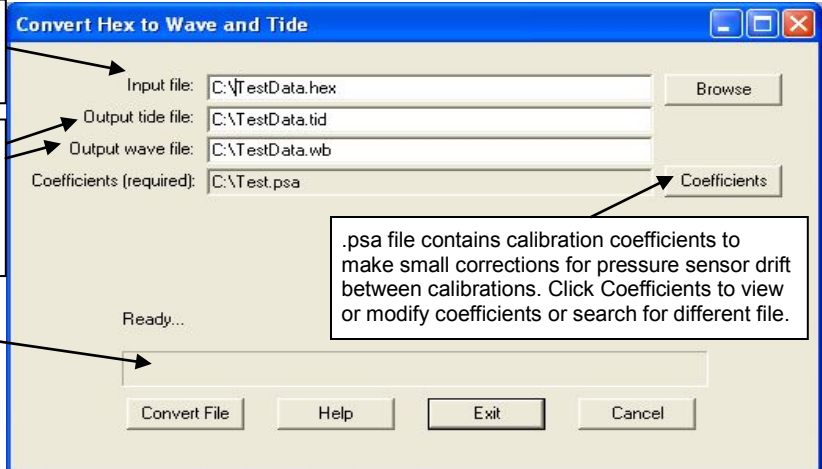 Convert Hex to Wave and Tide
Input file: C:\TestData.hex Browse
Output tide file: C:\TestData.tid
Output wave file: C:\TestData.wb
Coefficients (required): C:\Test.psa Coefficients
.psa file contains calibration coefficients to
make small corrections for pressure sensor drift
between calibrations. Click Coefficients to view
or modify coefficients or search for different file.
Ready...
Convert File Help Exit Cancel